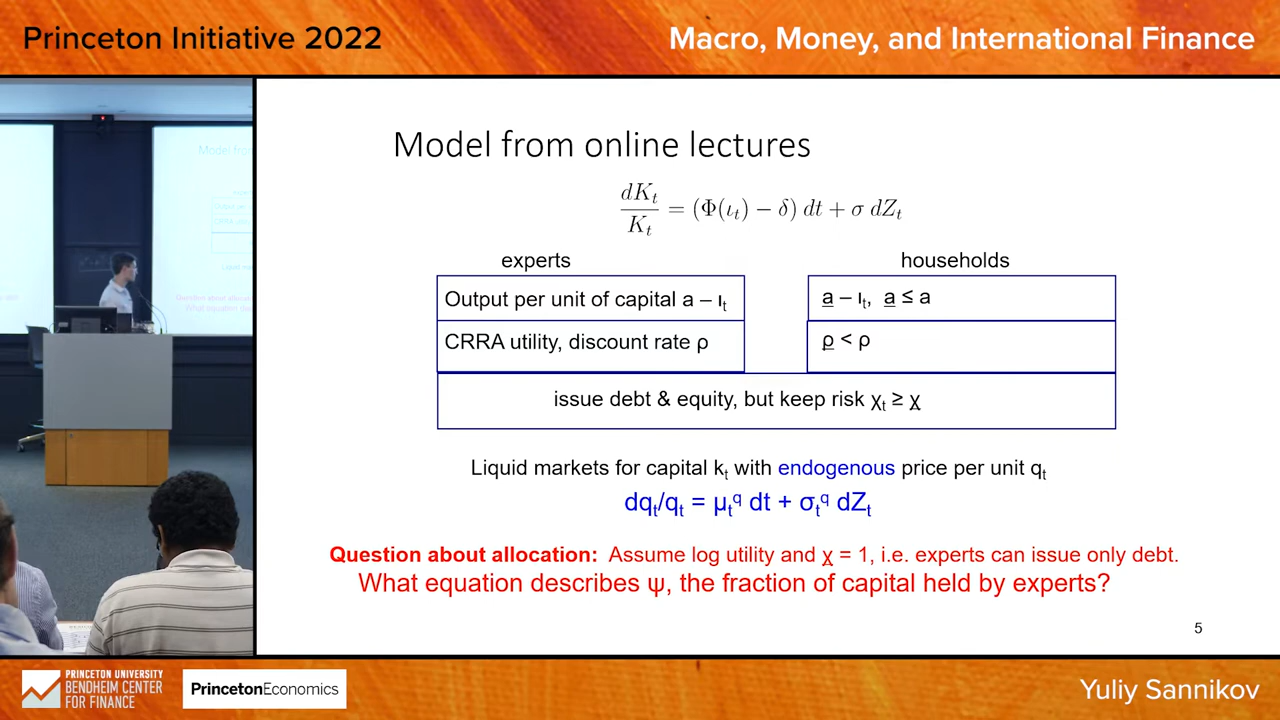 Princeton Initiative 2022
Macro, Money, and International Finance
Model from online lectures
dK_t / K_t = (Φ(ι_t) − δ) dt + σ dZ_t
experts
households
Output per unit of capital a – ι_t
a̲ – ι_t, a̲ ≤ a
CRRA utility, discount rate ρ
ρ̲ < ρ
issue debt & equity, but keep risk χ_t ≥ χ̲
Liquid markets for capital k_t with endogenous price per unit q_t
dq_t/q_t = μ_t^q dt + σ_t^q dZ_t
Question about allocation: Assume log utility and χ̲ = 1, i.e. experts can issue only debt.
What equation describes ψ, the fraction of capital held by experts?
5
PRINCETON UNIVERSITY
BENDHEIM CENTER
FOR FINANCE
PrincetonEconomics
Yuliy Sannikov